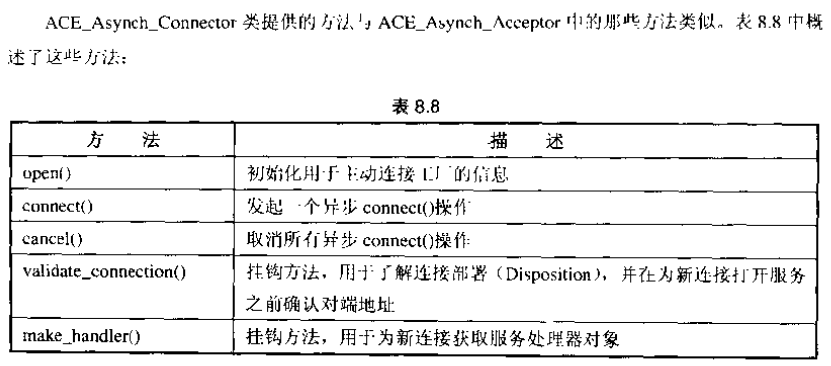 ACE_Asynch_Connector 类提供的方法与 ACE_Asynch_Acceptor 中的那些方法类似。表 8.8 中概
述了这些方法：
表 8.8
方 法 描 述
open() 初始化用于主动连接工厂的信息
connect() 发起一个异步 connect()操作
cancel() 取消所有异步 connect()操作
validate_connection() 挂钩方法，用于了解连接部署（Disposition），并在为新连接打开服务
之前确认对端地址
make_handler() 挂钩方法，用于为新连接获取服务处理器对象